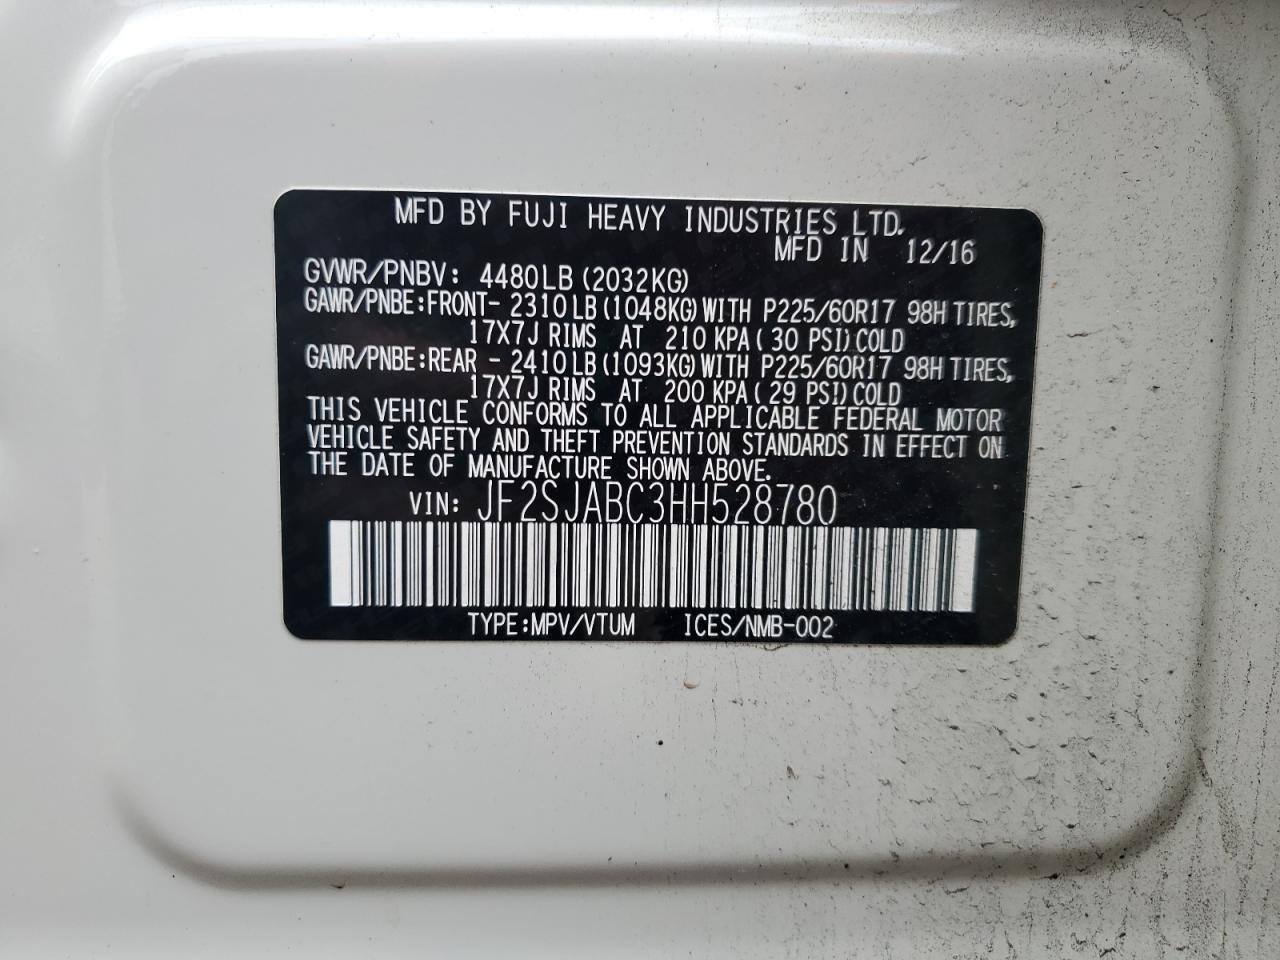 MFD BY FUJI HEAVY INDUSTRIES LTD.
MFD IN 12/16
GVWR/PNBV: 4480LB (2032KG)
GAWR/PNBE:FRONT- 2310LB(1048KG)WITH P225/60R17 98H TIRES,
17X7J RIMS AT 210 KPA( 30 PSI)COLD
GAWR/PNBE:REAR - 2410LB(1093KG)WITH P225/60R17 98H TIRES,
17X7J RIMS AT 200 KPA( 29 PSI)COLD
THIS VEHICLE CONFORMS TO ALL APPLICABLE FEDERAL MOTOR
VEHICLE SAFETY AND THEFT PREVENTION STANDARDS IN EFFECT ON
THE DATE OF MANUFACTURE SHOWN ABOVE.
VIN: JF2SJABC3HH528780
TYPE:MPV/VTUM ICES/NMB-002